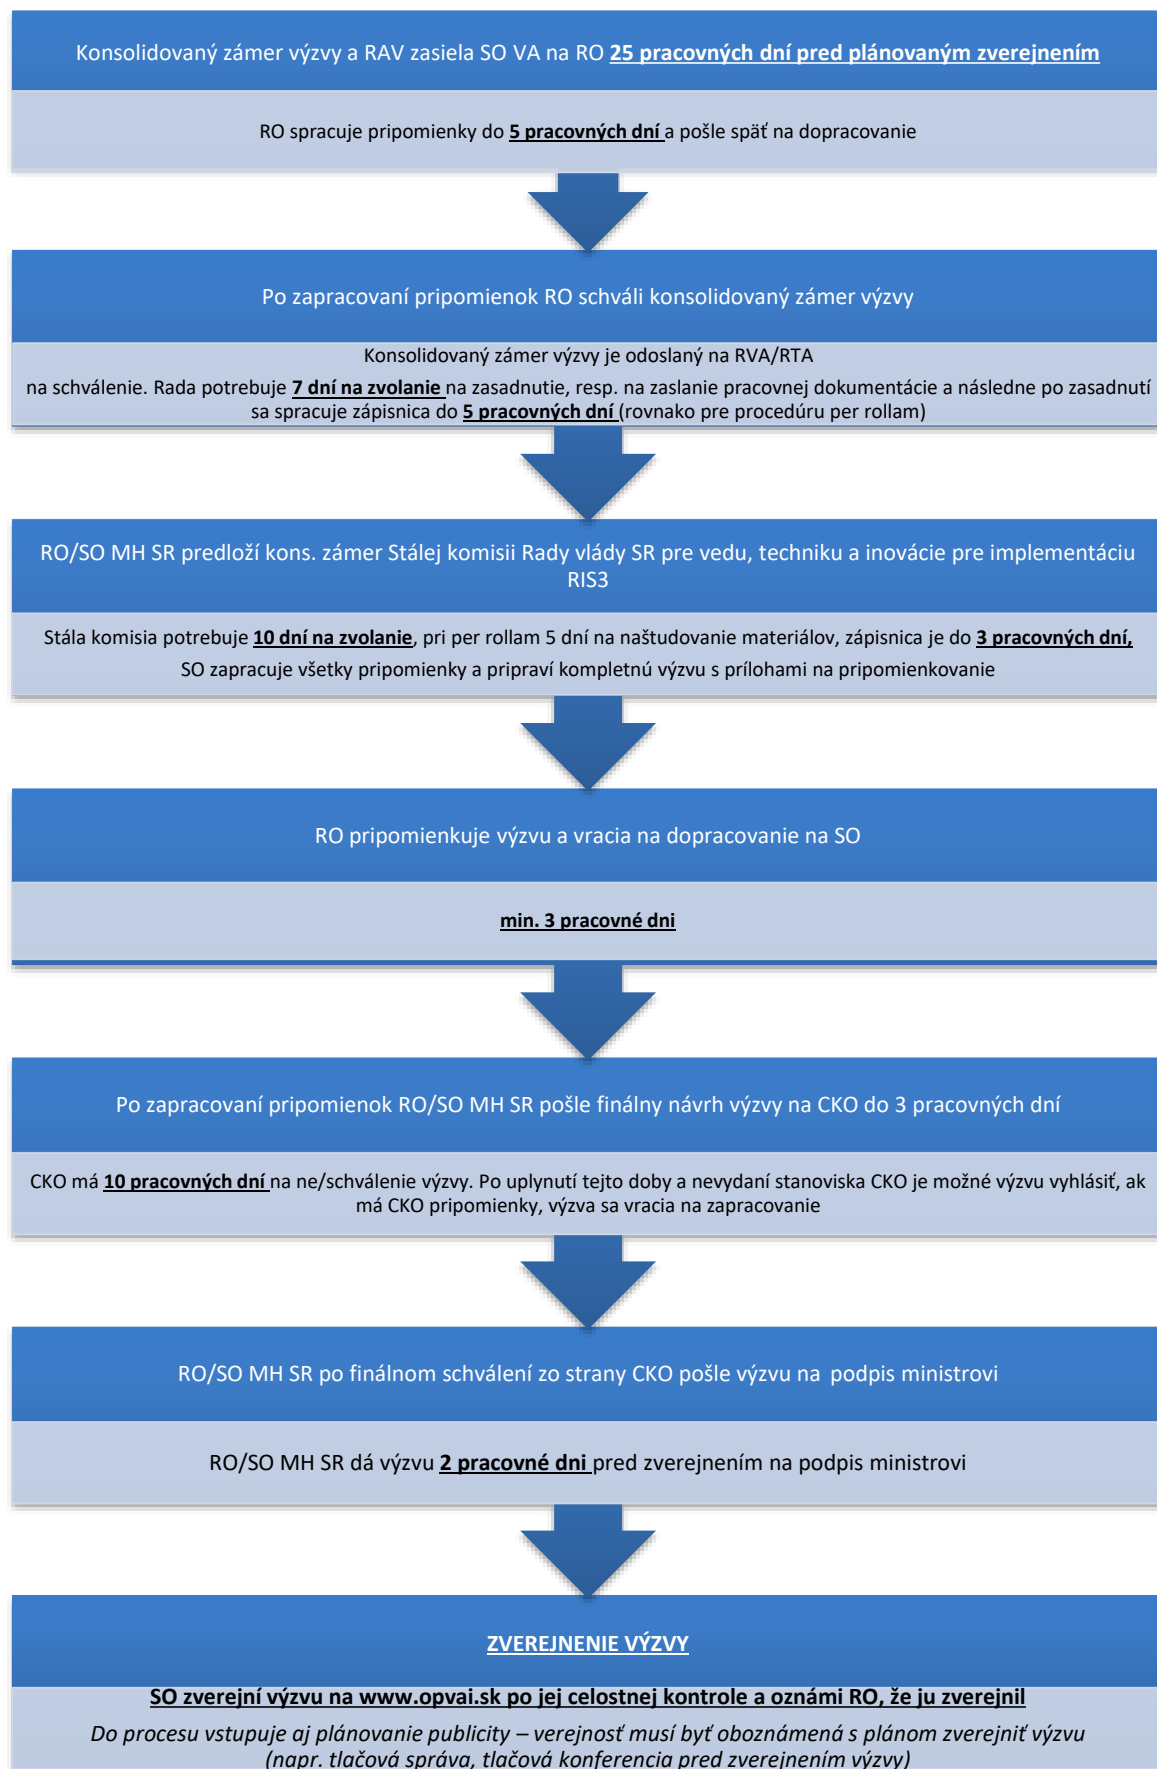 Konsolidovaný zámer výzvy a RAV zasiela SO VA na RO 25 pracovných dní pred plánovaným zverejnením
RO spracuje pripomienky do 5 pracovných dní a pošle späť na dopracovanie
Po zapracovaní pripomienok RO schváli konsolidovaný zámer výzvy
Konsolidovaný zámer výzvy je odoslaný na RVA/RTA
na schválenie. Rada potrebuje 7 dní na zvolanie na zasadnutie, resp. na zaslanie pracovnej dokumentácie a následne po zasadnutí
sa spracuje zápisnica do 5 pracovných dní (rovnako pre procedúru per rollam)
RO/SO MH SR predloží kons. zámer Stálej komisii Rady vlády SR pre vedu, techniku a inovácie pre implementáciu
RIS3
Stála komisia potrebuje 10 dní na zvolanie, pri per rollam 5 dní na naštudovanie materiálov, zápisnica je do 3 pracovných dní,
SO zapracuje všetky pripomienky a pripraví kompletnú výzvu s prílohami na pripomienkovanie
RO pripomienkuje výzvu a vracia na dopracovanie na SO
min. 3 pracovné dni
Po zapracovaní pripomienok RO/SO MH SR pošle finálny návrh výzvy na CKO do 3 pracovných dní
CKO má 10 pracovných dní na ne/schválenie výzvy. Po uplynutí tejto doby a nevydaní stanoviska CKO je možné výzvu vyhlásiť, ak
má CKO pripomienky, výzva sa vracia na zapracovanie
RO/SO MH SR po finálnom schválení zo strany CKO pošle výzvu na podpis ministrovi
RO/SO MH SR dá výzvu 2 pracovné dni pred zverejnením na podpis ministrovi
ZVEREJNENIE VÝZVY
SO zverejní výzvu na www.opvai.sk po jej celostnej kontrole a oznámi RO, že ju zverejnil
Do procesu vstupuje aj plánovanie publicity – verejnosť musí byť oboznámená s plánom zverejniť výzvu
(napr. tlačová správa, tlačová konferencia pred zverejnením výzvy)